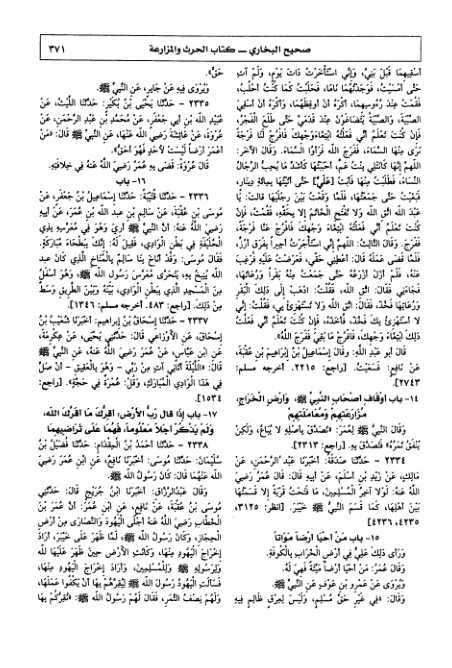 صحيح البخاري ــ كتاب الحرث والمزارعة
٣٧١
أسقيهما قبل بني، وإني استأخرت ذات يوم، ولم آت
حتى أمسيت، فوجدتهما ناما، فحلبت كما كنت أحلب،
فقمت عند رءوسهما، أكره أن أوقظهما، وأكره أن أسقي
الصبية، والصبية يتضاغون عند قدمي حتى طلع الفجر،
فإن كنت تعلم أني فعلته ابتغاء وجهك فافرج لنا فرجة
نرى منها السماء، ففرج الله فرأوا السماء. وقال الآخر:
اللهم إنها كانت لي بنت عم، أحببتها كأشد ما يحب الرجال
النساء، فطلبت منها فأبت [علي] حتى أتيتها بمائة دينار،
فبغيت حتى جمعتها، فلما وقعت بين رجليها قالت: يا
عبد الله اتق الله ولا تفتح الخاتم إلا بحقه، فقمت، فإن
كنت تعلم أني فعلته ابتغاء وجهك فافرج عنا فرجة،
ففرج. وقال الثالث: اللهم إني استأجرت أجيرا بفرق أرز،
فلما قضى عمله قال: أعطني حقي، فعرضت عليه فرغب
عنه، فلم أزل أزرعه حتى جمعت منه بقرا ورعاتها،
فجاءني فقال: اتق الله، فقلت: اذهب إلى ذلك البقر
ورعاتها فخذ، فقال: اتق الله ولا تستهزئ بي، فقلت: إني
لا أستهزئ بك فخذ، فأخذه، فإن كنت تعلم أني فعلت
ذلك ابتغاء وجهك، فافرج ما بقي ففرج الله».
قال أبو عبد الله: وقال إسماعيل بن إبراهيم بن عقبة،
عن نافع: فسعيت. [راجع: ٢٢١٥. أخرجه مسلم:
٢٧٤٣]
١٤- باب أوقاف أصحاب النبي ﷺ، وأرض الخراج،
مزارعتهم ومعاملتهم
وقال النبي ﷺ لعمر: «تصدق بأصله لا يباع، ولكن
ينفق ثمره» فتصدق به. [راجع: ٢٣١٣]
٢٣٣٤ - حدثنا صدقة: أخبرنا عبد الرحمن، عن
مالك، عن زيد بن أسلم، عن أبيه قال: قال عمر رضي
الله عنه: لولا آخر المسلمين، ما فتحت قرية إلا قسمتها
بين أهلها، كما قسم النبي ﷺ خيبر. [انظر: ٣١٢٥،
٤٢٣٥، ٤٢٣٦]
١٥- باب من أحيا أرضا مواتا
ورأى ذلك علي في أرض الخراب بالكوفة.
وقال عمر: من أحيا أرضا ميتة فهي له.
ويروى عن عمرو بن عوف عن النبي ﷺ.
وقال: «في غير حق مسلم، وليس لعرق ظالم فيه
حق».
ويروى فيه عن جابر، عن النبي ﷺ.
٢٣٣٥ - حدثنا يحيى بن بكير: حدثنا الليث، عن
عبيد الله بن أبي جعفر، عن محمد بن عبد الرحمن، عن
عروة، عن عائشة رضي الله عنها، عن النبي ﷺ قال: «من
أعمر أرضا ليست لأحد فهو أحق».
قال عروة: قضى به عمر رضي الله عنه في خلافته.
١٦- باب
٢٣٣٦ - حدثنا قتيبة: حدثنا إسماعيل بن جعفر، عن
موسى بن عقبة، عن سالم بن عبد الله بن عمر، عن أبيه
رضي الله عنه: أن النبي ﷺ أري وهو في معرسه بذي
الحليفة في بطن الوادي، فقيل له: إنك ببطحاء مباركة.
فقال موسى: وقد أناخ بنا سالم بالمناخ الذي كان عبد
الله ينيخ به، يتحرى معرس رسول الله ﷺ، وهو أسفل
من المسجد الذي ببطن الوادي، بينه وبين الطريق وسط
من ذلك. [راجع: ٤٨٣. أخرجه مسلم: ١٣٤٦]
٢٣٣٧ - حدثنا إسحاق بن إبراهيم: أخبرنا شعيب بن
إسحاق، عن الأوزاعي قال: حدثني يحيى، عن عكرمة،
عن ابن عباس، عن عمر رضي الله عنه، عن النبي ﷺ
قال: «الليلة أتاني آت من ربي - وهو بالعقيق - أن صل
في هذا الوادي المبارك، وقل: عمرة في حجة». [راجع:
١٥٣٤]
١٧- باب إذا قال رب الأرض: أقرك ما أقرك الله،
ولم يذكر أجلا معلوما، فهما على تراضيهما
٢٣٣٨ - حدثنا أحمد بن المقدام: حدثنا فضيل بن
سليمان: حدثنا موسى: أخبرنا نافع، عن ابن عمر رضي
الله عنهما قال: كان رسول الله ﷺ.
وقال عبدالرزاق: أخبرنا ابن جريج قال: حدثني
موسى بن عقبة، عن نافع، عن ابن عمر: أن عمر بن
الخطاب رضي الله عنه أجلى اليهود والنصارى من أرض
الحجاز، وكان رسول الله ﷺ، لما ظهر على خيبر، أراد
إخراج اليهود منها، وكانت الأرض حين ظهر عليها لله
ولرسوله ﷺ وللمسلمين، وأراد إخراج اليهود منها،
فسألت اليهود رسول الله ﷺ ليقرهم بها أن يكفوا عملها،
ولهم نصف الثمر، فقال لهم رسول الله ﷺ: «نقركم بها